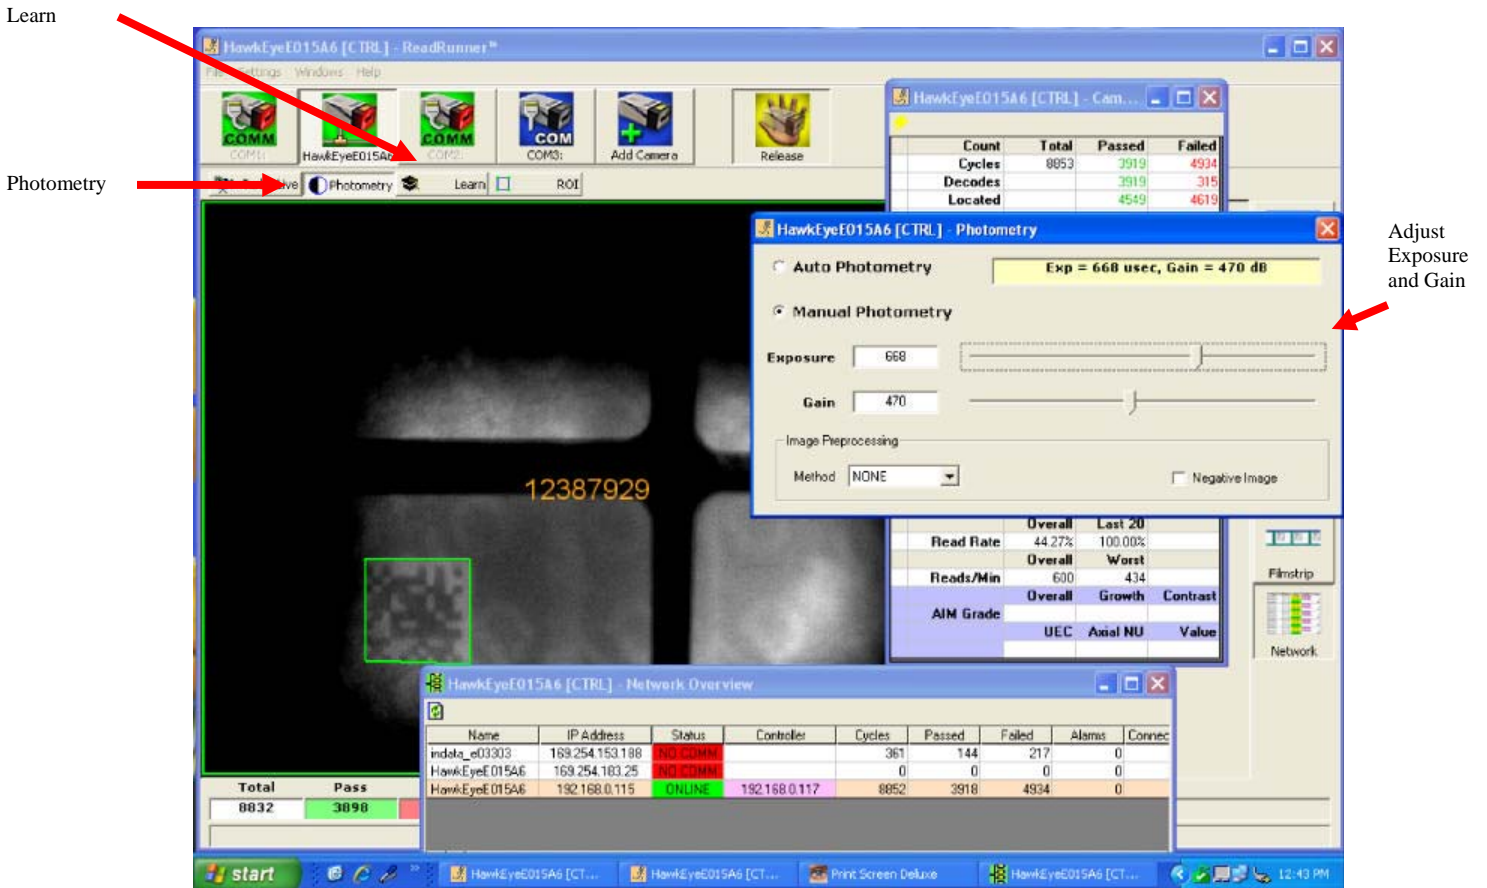 Learn
HawkEyeE015A6 [CTRL] - ReadRunner™
File Settings Windows Help
HawkEyeE015A6 [CTRL] - Cam...
COMM COMM COM
COM1: HawkEyeE015A6 COM2: COM3: Add Camera Release
Count Total Passed Failed
Cycles 8853 3919 4934
Decodes 3919 315
Located 4549 4619
Photometry
Photometry Learn ROI
HawkEyeE015A6 [CTRL] - Photometry
Auto Photometry Exp = 668 usec, Gain = 470 dB
Manual Photometry
Exposure 668
Gain 470
Image Preprocessing
Method NONE Negative Image
Adjust
Exposure
and Gain
12387929
Overall Last 20
Read Rate 44.27% 100.00%
Overall Worst
Reads/Min 600 434
Overall Growth Contrast
AIM Grade
UEC Axial NU Value
Filmstrip
Network
HawkEyeE015A6 [CTRL] - Network Overview
Name IP Address Status Controller Cycles Passed Failed Alarms Connec
indata_e03303 169.254.153.188 NO COMM 361 144 217 0
HawkEyeE015A6 169.254.183.25 NO COMM 0 0 0 0
HawkEyeE015A6 192.168.0.115 ONLINE 192.168.0.117 8852 3918 4934 0
Total Pass
8832 3898
start HawkEyeE015A6 [CT... HawkEyeE015A6 [CT... Print Screen Deluxe HawkEyeE015A6 [CT... 12:43 PM